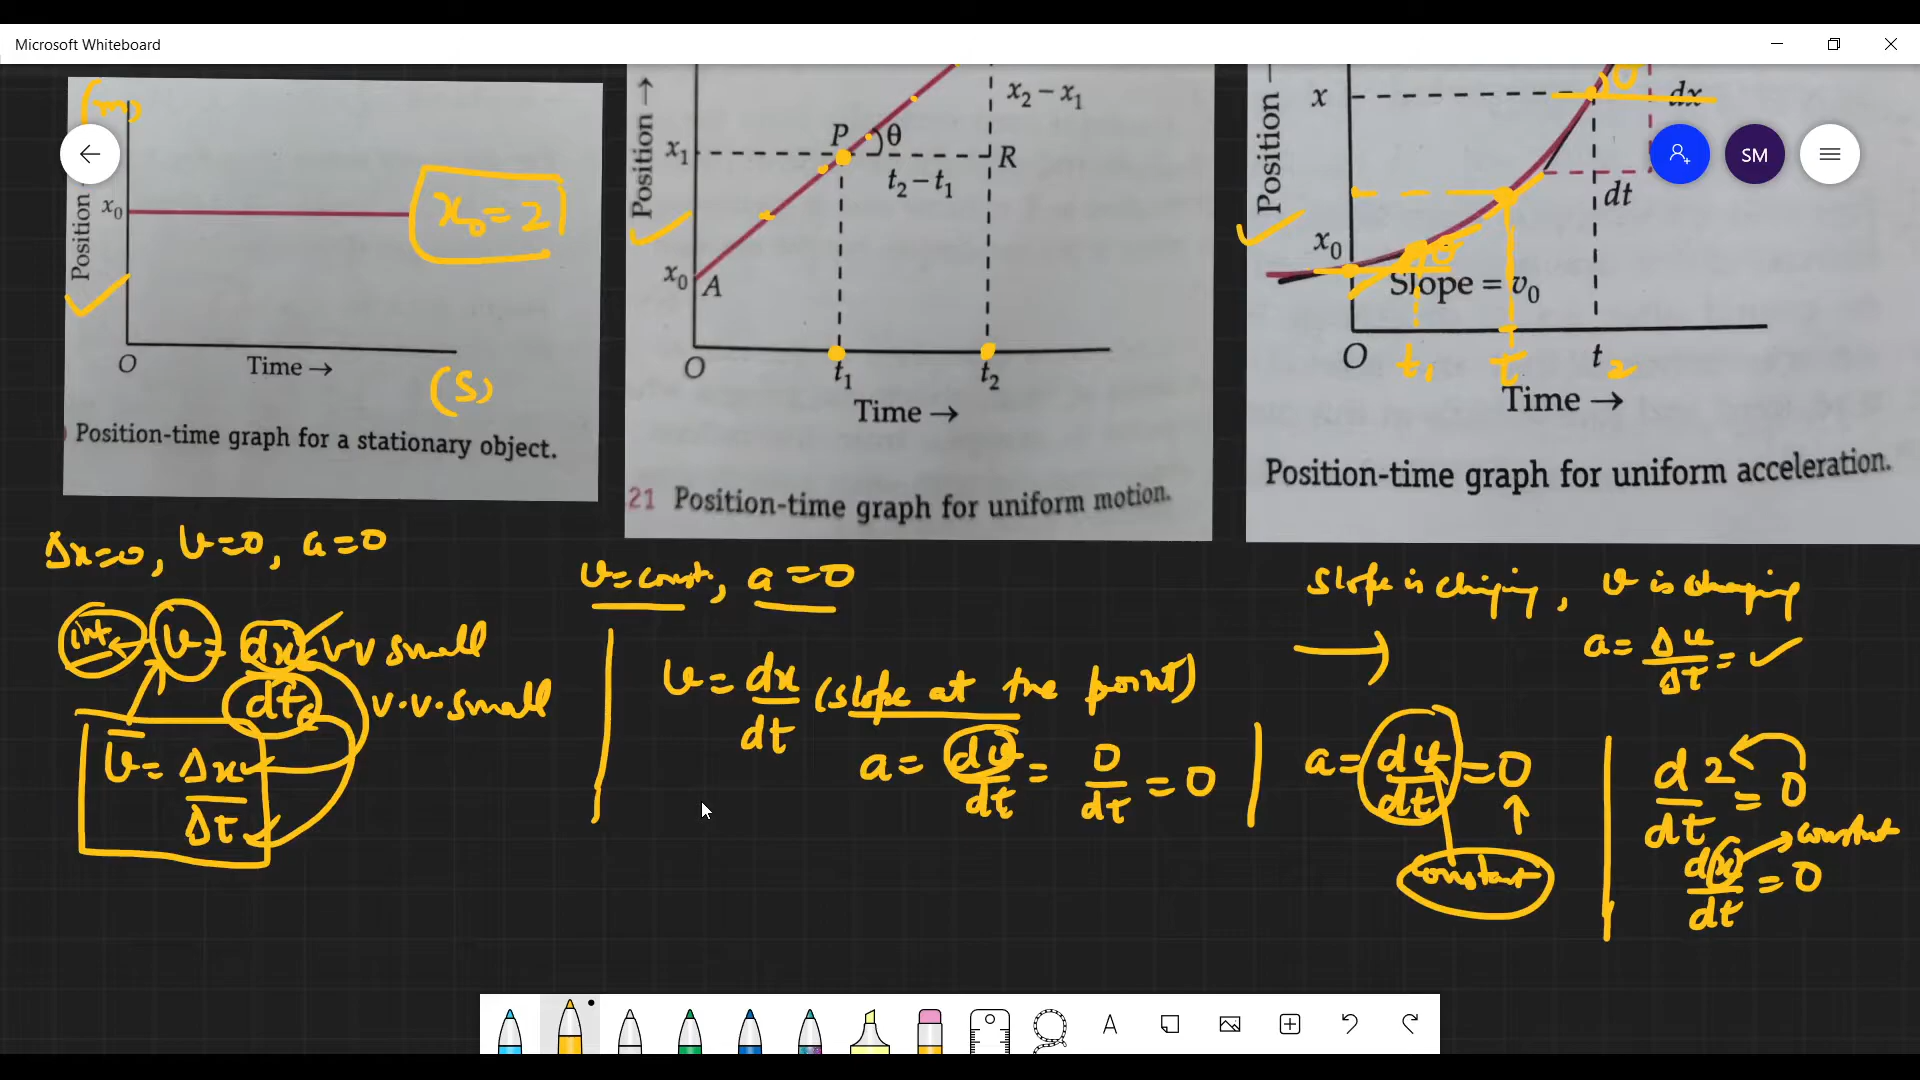 Microsoft Whiteboard
(m)
Position
x₀
x₀ = 2
O
Time →
(s)
Position-time graph for a stationary object.
Position →
x₂ – x₁
P
θ
x₁
R
t₂ – t₁
x₀
A
O
t₁
t₂
Time →
21 Position-time graph for uniform motion.
Position
x
θ
dx
SM
dt
x₀
θ
Slope = v₀
O
t₁
t
t₂
Time →
Position-time graph for uniform acceleration.
Δx=0, v=0, a=0
int v = dx v v small
dt v.v.small
v = Δx
Δt
v = const., a = 0
v = dx (slope at the point)
dt
a = dv = 0 = 0
dt dt
slope is chnging, v is changing
a = Δv =
Δt
a = dv = 0
dt
constant
d 2 = 0
dt
constant
d(x) = 0
dt
A